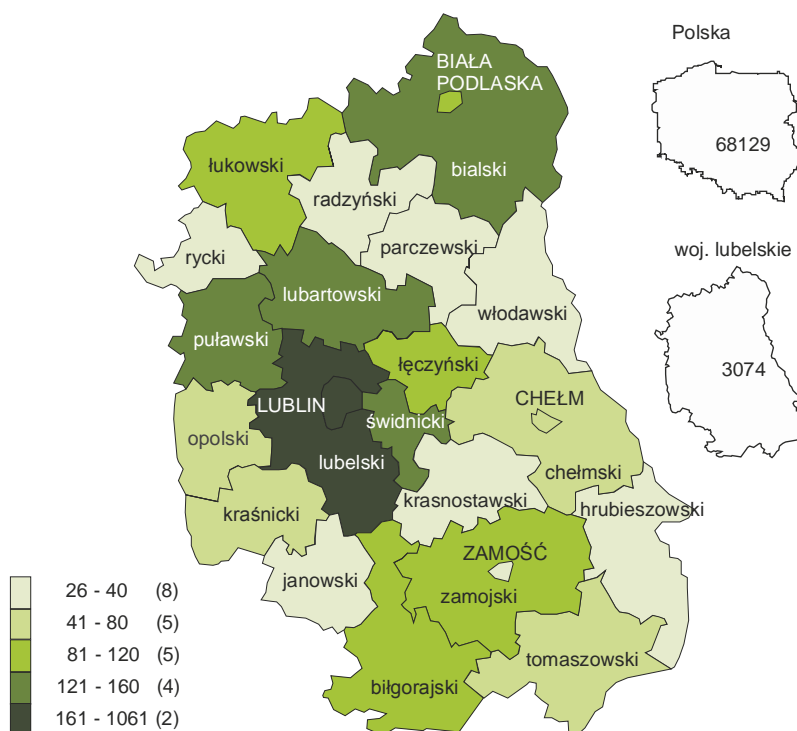 Polska
68129
woj. lubelskie
3074
BIAŁA
PODLASKA
bialski
łukowski
radzyński
parczewski
rycki
lubartowski
włodawski
puławski
łęczyński
LUBLIN
CHEŁM
świdnicki
opolski
lubelski
chełmski
krasnostawski
hrubieszowski
kraśnicki
ZAMOŚĆ
janowski
zamojski
tomaszowski
biłgorajski
26 - 40 (8)
41 - 80 (5)
81 - 120 (5)
121 - 160 (4)
161 - 1061 (2)